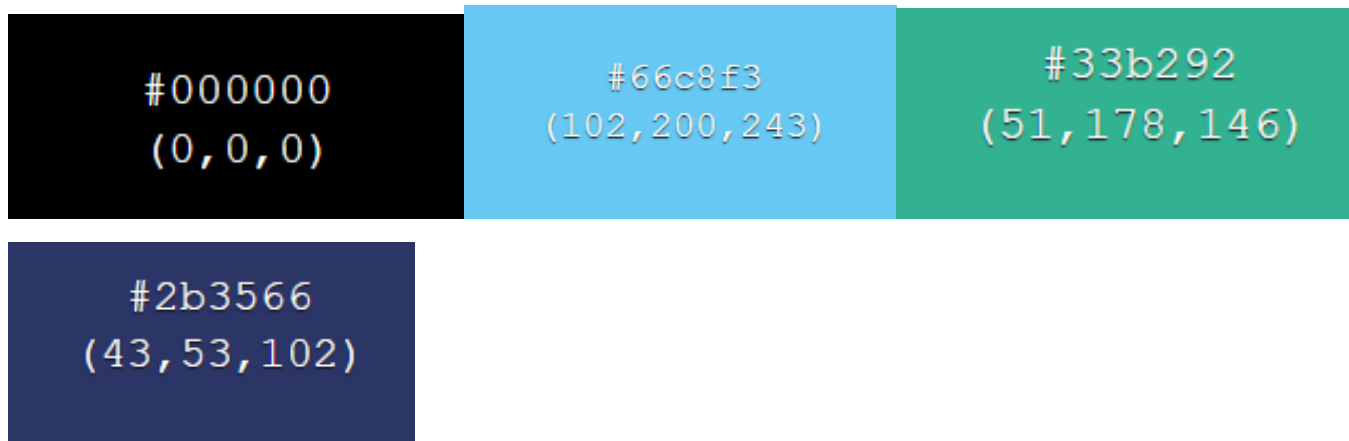 #000000
(0,0,0)
#66c8f3
(102,200,243)
#33b292
(51,178,146)
#2b3566
(43,53,102)